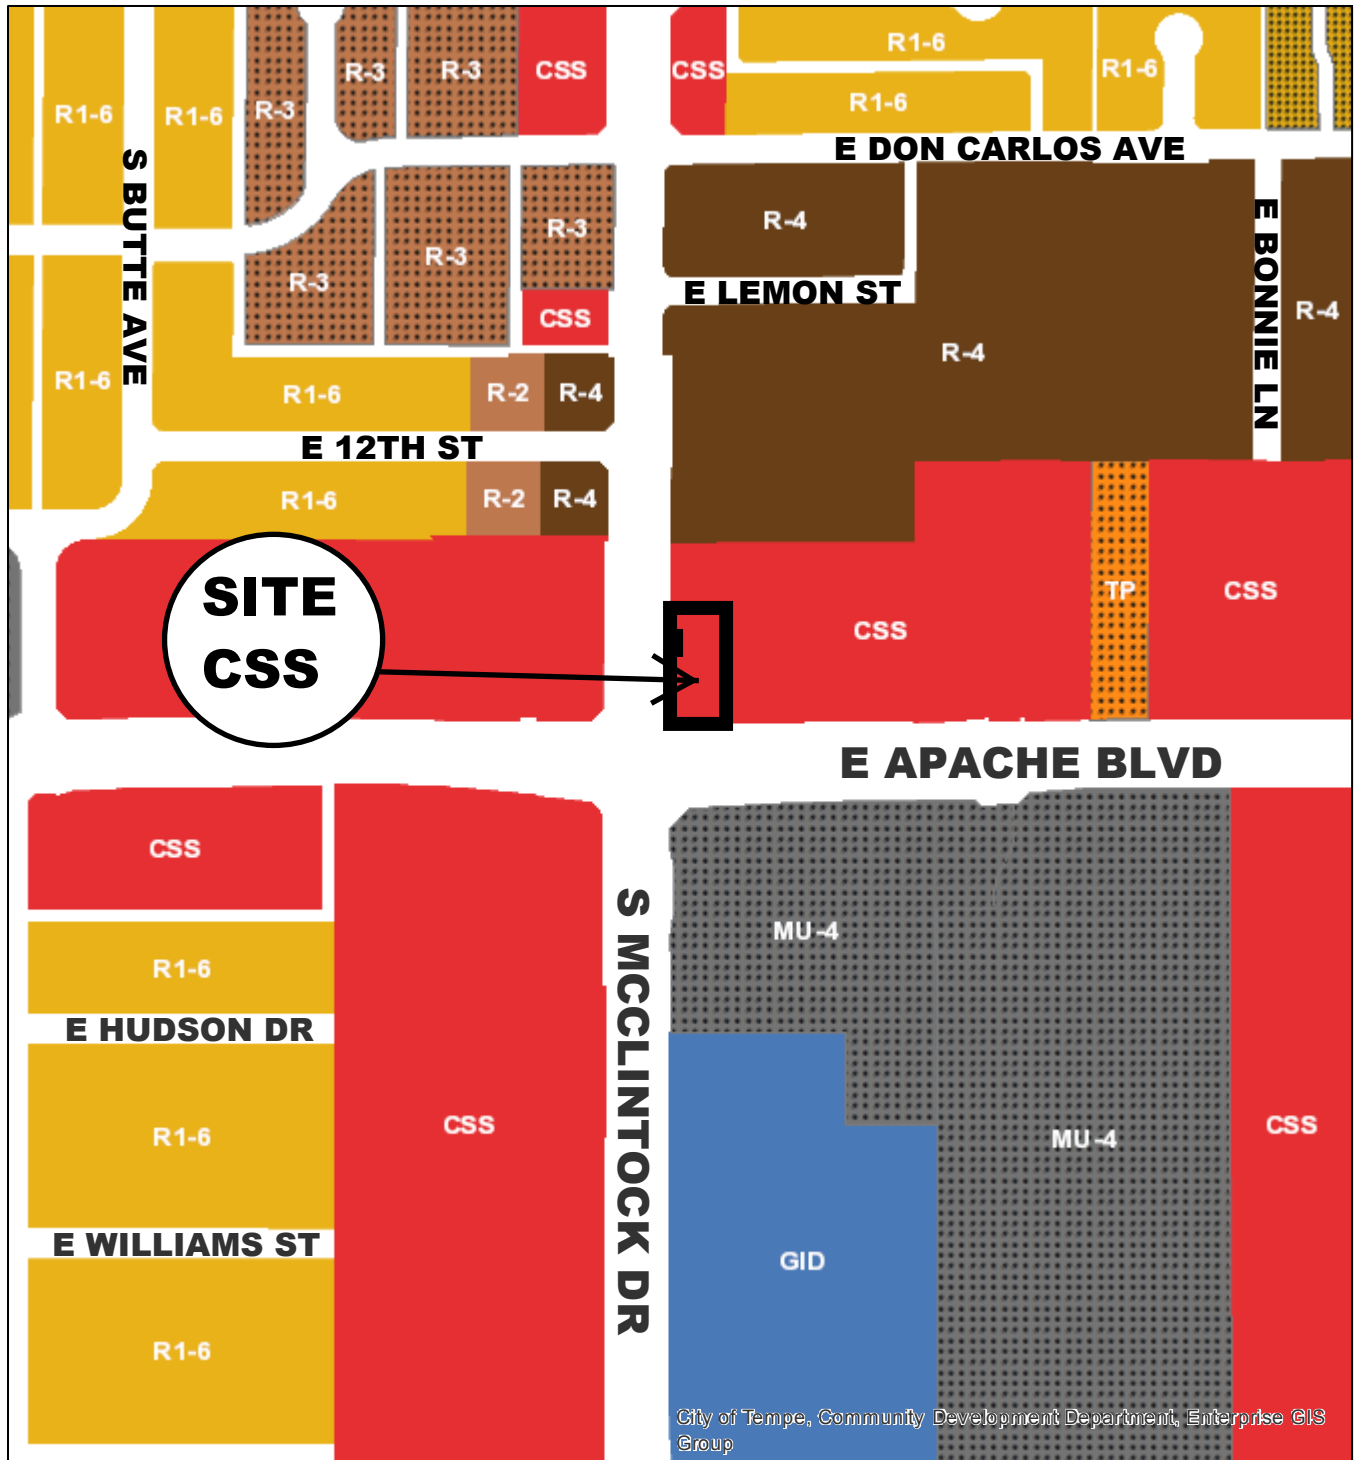 R1-6
CSS
CSS
R-3
R-3
R1-6
R1-6
R1-6
R1-6
R1-6
R-3
E DON CARLOS AVE
S BUTTE AVE
R-4
E BONNIE LN
R-3
R-3
R-3
E LEMON ST
R-4
CSS
R-4
R1-6
R1-6
R-2
R-4
E 12TH ST
R1-6
R-2
R-4
SITE
CSS
TP
CSS
CSS
E APACHE BLVD
CSS
S MCCLINTOCK DR
MU-4
R1-6
E HUDSON DR
CSS
CSS
R1-6
MU-4
E WILLIAMS ST
GID
R1-6
City of Tempe, Community Development Department, Enterprise GIS
Group